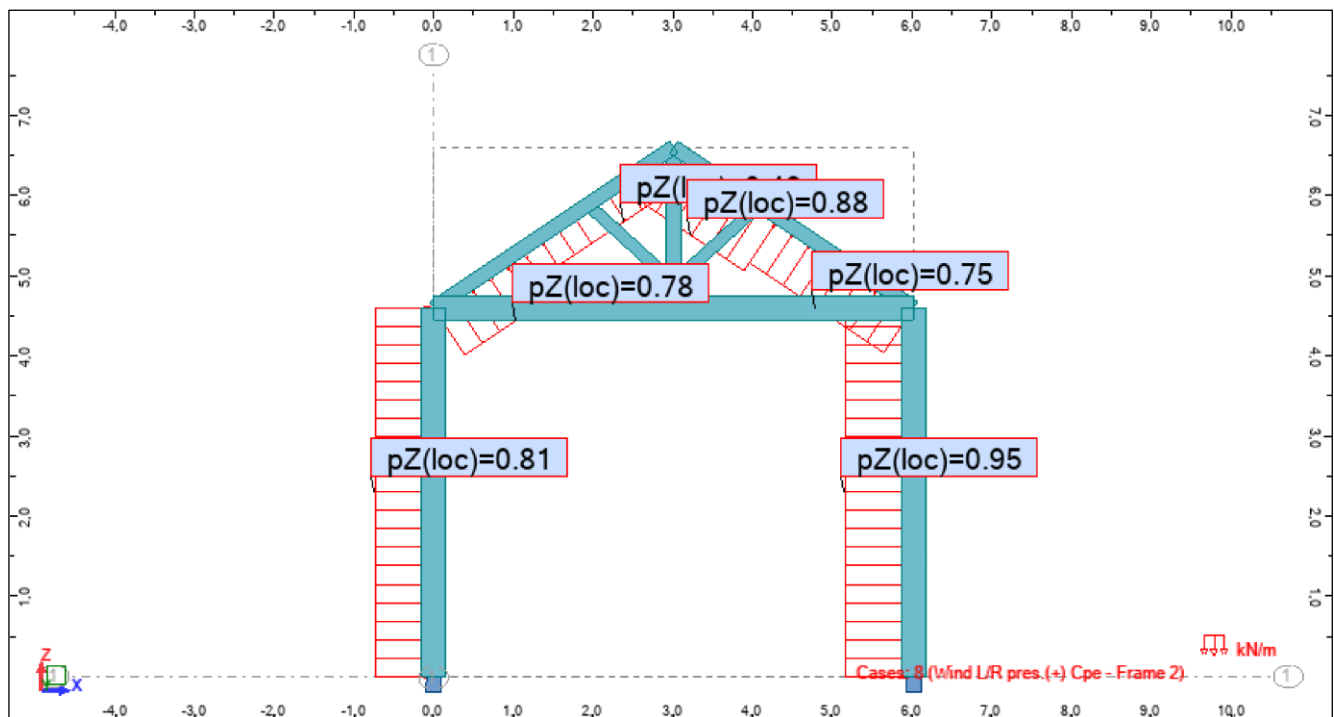 -4,0 -3,0 -2,0 -1,0 0,0 1,0 2,0 3,0 4,0 5,0 6,0 7,0 8,0 9,0 10,0
1
7,0 7,0
6,0 6,0
pZ(loc)=0.88
5,0 5,0
pZ(loc)=0.75
pZ(loc)=0.78
4,0 4,0
3,0 3,0
pZ(loc)=0.81 pZ(loc)=0.95
2,0 2,0
1,0 1,0
kN/m
Z
X
Cases: 8 (Wind L/R pres.(+) Cpe - Frame 2)
1
-4,0 -3,0 -2,0 -1,0 0,0 1,0 2,0 3,0 4,0 5,0 6,0 7,0 8,0 9,0 10,0